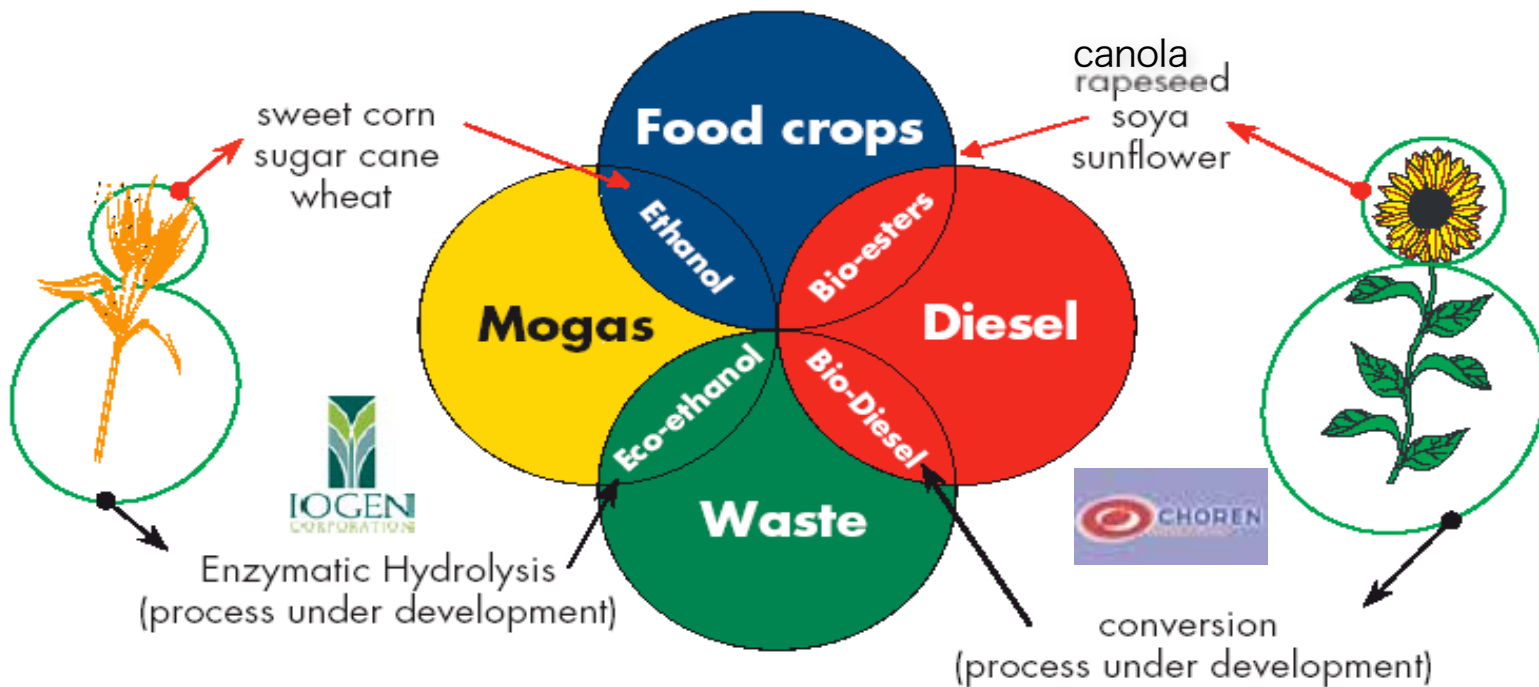 canola
rapeseed
soya
sunflower
sweet corn
sugar cane
wheat
Food crops
Ethanol
Bio-esters
Mogas
Diesel
Eco-ethanol
Bio-Diesel
Waste
IOGEN
CORPORATION
CHOREN
Enzymatic Hydrolysis
(process under development)
conversion
(process under development)